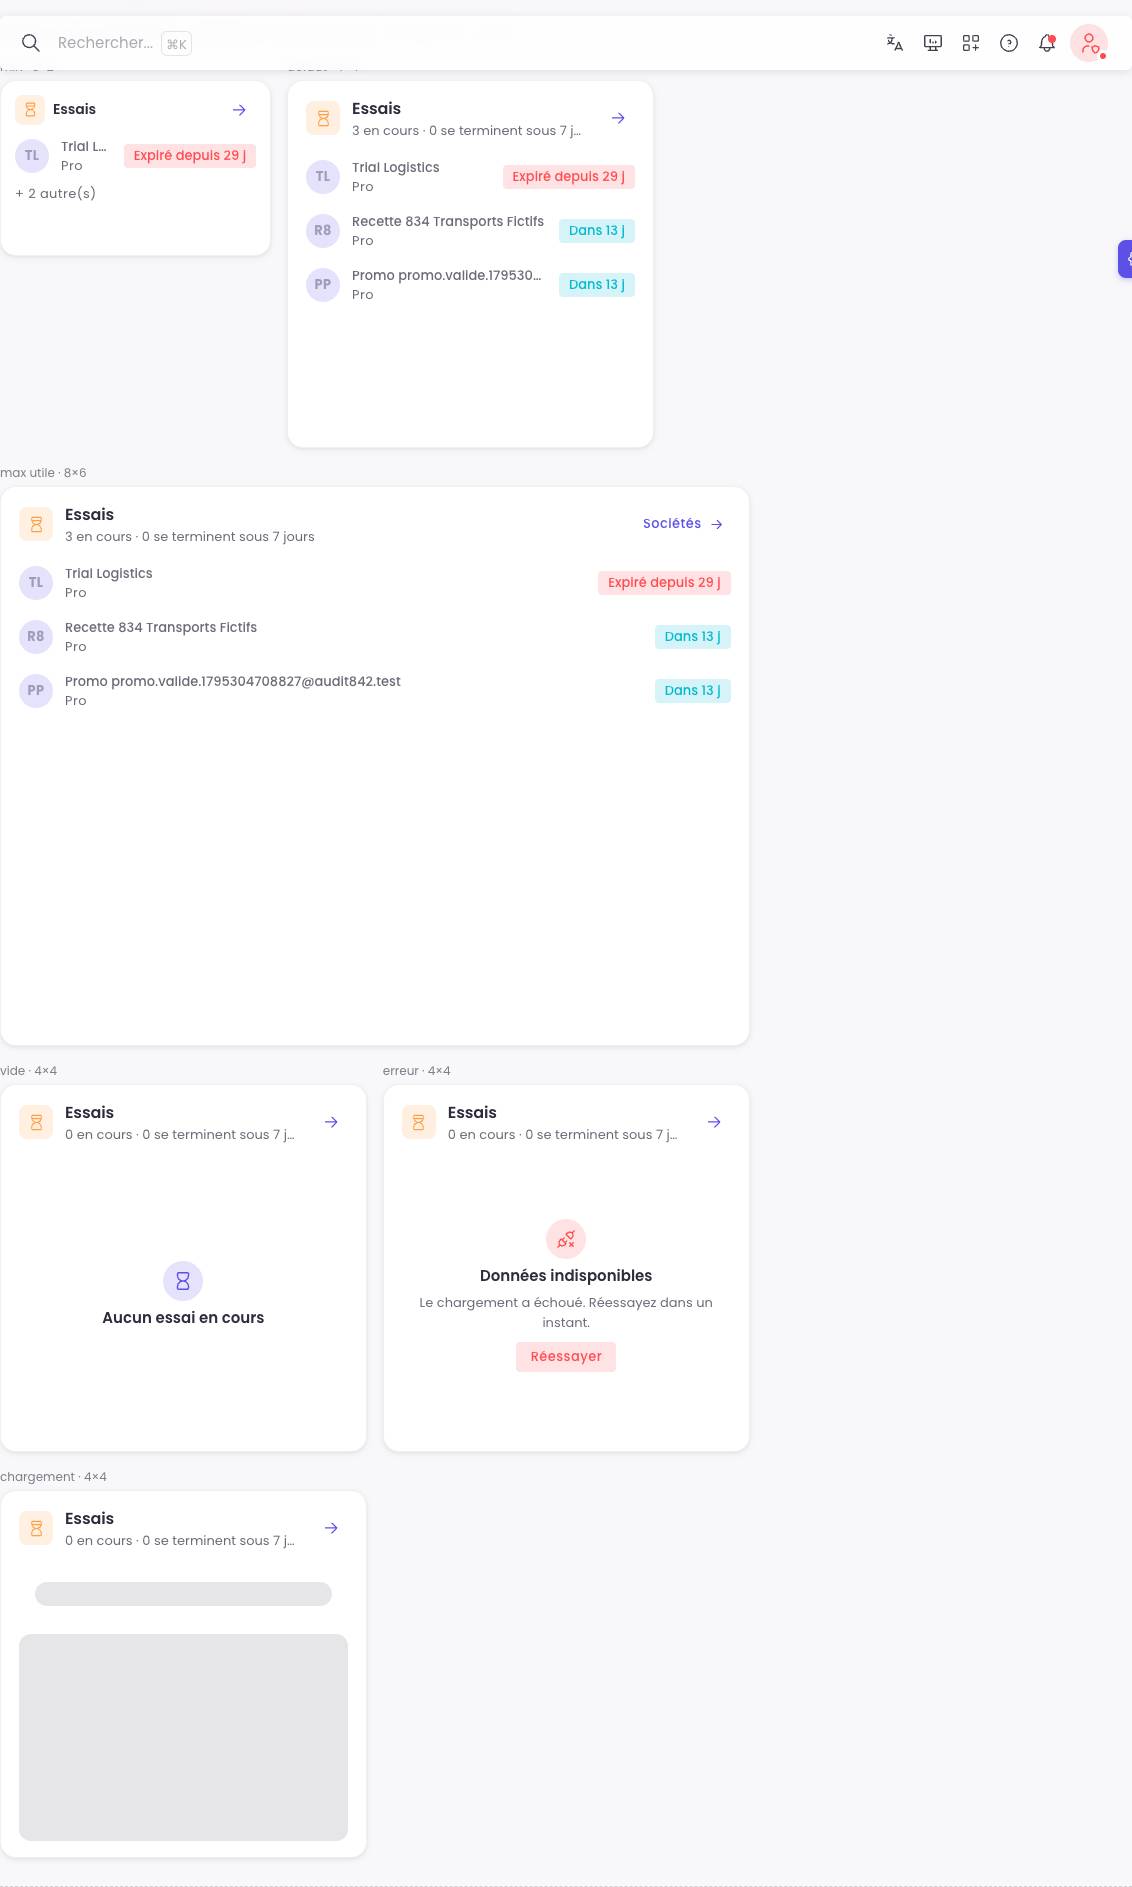 Rechercher... ⌘K
Essais
Trial L...
Pro
Expiré depuis 29 j
+ 2 autre(s)
Essais
3 en cours · 0 se terminent sous 7 j...
Trial Logistics
Pro
Expiré depuis 29 j
Recette 834 Transports Fictifs
Pro
Dans 13 j
Promo promo.valide.179530...
Pro
Dans 13 j
max utile · 8×6
Essais
3 en cours · 0 se terminent sous 7 jours
Sociétés
TL
Trial Logistics
Pro
Expiré depuis 29 j
R8
Recette 834 Transports Fictifs
Pro
Dans 13 j
PP
Promo promo.valide.1795304708827@audit842.test
Pro
Dans 13 j
vide · 4×4
Essais
0 en cours · 0 se terminent sous 7 j...
Aucun essai en cours
erreur · 4×4
Essais
0 en cours · 0 se terminent sous 7 j...
Données indisponibles
Le chargement a échoué. Réessayez dans un
instant.
Réessayer
chargement · 4×4
Essais
0 en cours · 0 se terminent sous 7 j...